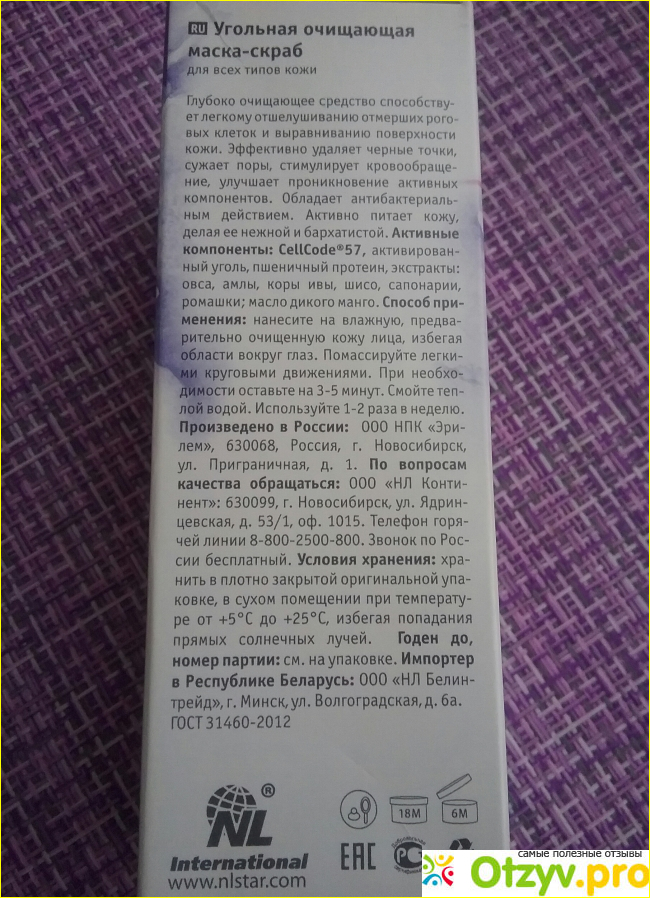 RU Угольная очищающая
маска-скраб
для всех типов кожи
Глубоко очищающее средство способству-
ет легкому отшелушиванию отмерших рого-
вых клеток и выравниванию поверхности
кожи. Эффективно удаляет черные точки,
сужает поры, стимулирует кровообраще-
ние, улучшает проникновение активных
компонентов. Обладает антибактериаль-
ным действием. Активно питает кожу,
делая ее нежной и бархатистой. Активные
компоненты: CellCode®57, активирован-
ный уголь, пшеничный протеин, экстракты:
овса, амлы, коры ивы, шисо, сапонарии,
ромашки; масло дикого манго. Способ при-
менения: нанесите на влажную, предва-
рительно очищенную кожу лица, избегая
области вокруг глаз. Помассируйте легки-
ми круговыми движениями. При необхо-
димости оставьте на 3-5 минут. Смойте теп-
лой водой. Используйте 1-2 раза в неделю.
Произведено в России: ООО НПК «Эри-
лем», 630068, Россия, г. Новосибирск,
ул. Приграничная, д. 1. По вопросам
качества обращаться: ООО «НЛ Конти-
нент»: 630099, г. Новосибирск, ул. Ядрин-
цевская, д. 53/1, оф. 1015. Телефон горя-
чей линии 8-800-2500-800. Звонок по Рос-
сии бесплатный. Условия хранения: хра-
нить в плотно закрытой оригинальной упа-
ковке, в сухом помещении при температу-
ре от +5°C до +25°C, избегая попадания
прямых солнечных лучей. Годен до,
номер партии: см. на упаковке. Импортер
в Республике Беларусь: ООО «НЛ Белин-
трейд», г. Минск, ул. Волгоградская, д. 6а.
ГОСТ 31460-2012
NL ®
International
www.nlstar.com
18M
6M
EAC
Добровольная
РС
самые полезные отзывы
Otzyv.pro